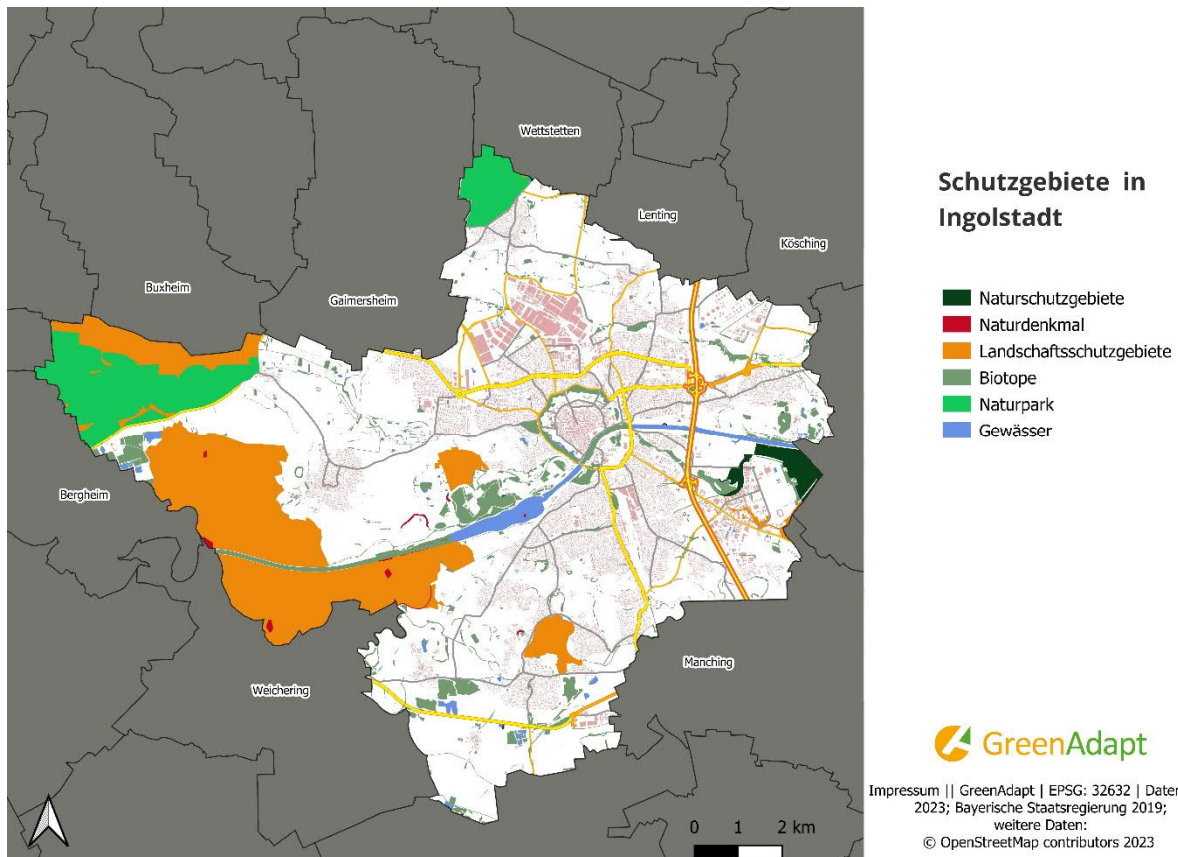 Wettstetten
Lenting
Kösching
Buxheim
Gaimersheim
Bergheim
Weichering
Manching
0 1 2 km
Schutzgebiete in
Ingolstadt
Naturschutzgebiete
Naturdenkmal
Landschaftsschutzgebiete
Biotope
Naturpark
Gewässer
GreenAdapt
Impressum || GreenAdapt | EPSG: 32632 | Daten
2023; Bayerische Staatsregierung 2019;
weitere Daten:
© OpenStreetMap contributors 2023